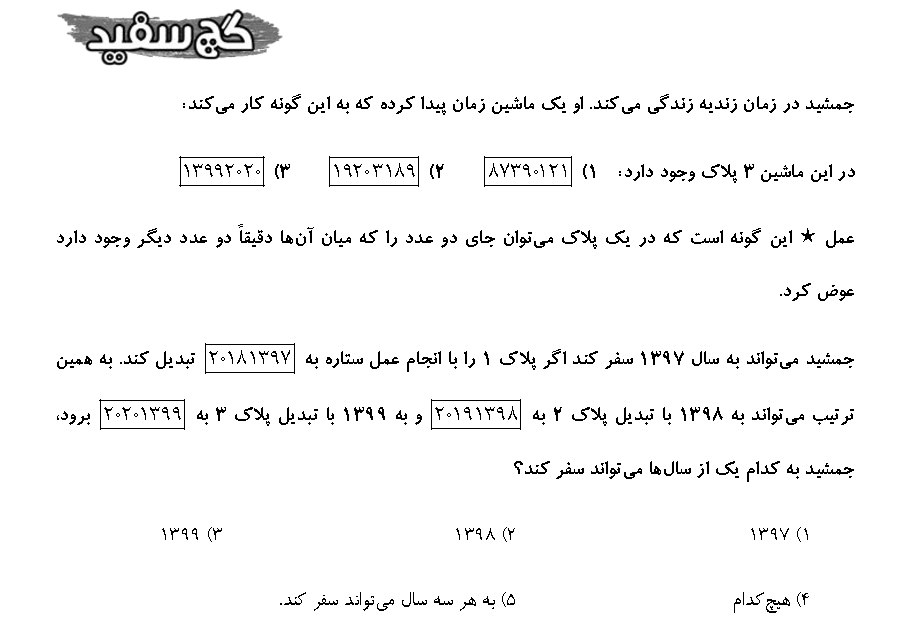 گچ سفید
جمشید در زمان زندیه زندگی می‌کند. او یک ماشین زمان پیدا کرده که به این گونه کار می‌کند:
در این ماشین ۳ پلاک وجود دارد: ۱) ۸۷۳۹۰۱۲۱ ۲) ۱۹۲۰۳۱۸۹ ۳) ۱۳۹۹۲۰۲۰
عمل ★ این گونه است که در یک پلاک می‌توان جای دو عدد را که میان آن‌ها دقیقاً دو عدد دیگر وجود دارد
عوض کرد.
جمشید می‌تواند به سال ۱۳۹۷ سفر کند اگر پلاک ۱ را با انجام عمل ستاره به ۲۰۱۸۱۳۹۷ تبدیل کند. به همین
ترتیب می‌تواند به ۱۳۹۸ با تبدیل پلاک ۲ به ۲۰۱۹۱۳۹۸ و به ۱۳۹۹ با تبدیل پلاک ۳ به ۲۰۲۰۱۳۹۹ برود،
جمشید به کدام یک از سال‌ها می‌تواند سفر کند؟
۱) ۱۳۹۷ ۲) ۱۳۹۸ ۳) ۱۳۹۹
۴) هیچ‌کدام ۵) به هر سه سال می‌تواند سفر کند.